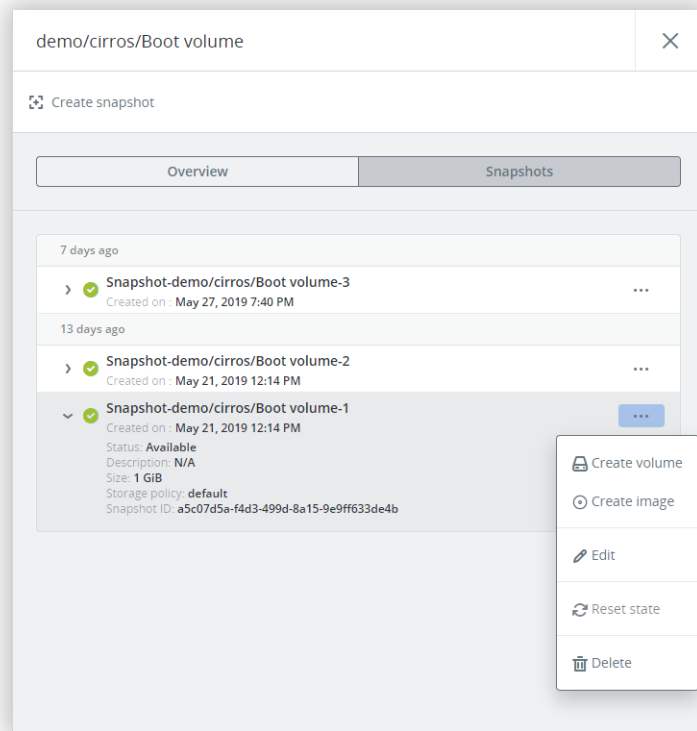 demo/cirros/Boot volume
Create snapshot
Overview
Snapshots
7 days ago
Snapshot-demo/cirros/Boot volume-3
Created on : May 27, 2019 7:40 PM
13 days ago
Snapshot-demo/cirros/Boot volume-2
Created on : May 21, 2019 12:14 PM
Snapshot-demo/cirros/Boot volume-1
Created on : May 21, 2019 12:14 PM
Status: Available
Description: N/A
Size: 1 GiB
Storage policy: default
Snapshot ID: a5c07d5a-f4d3-499d-8a15-9e9ff633de4b
Create volume
Create image
Edit
Reset state
Delete